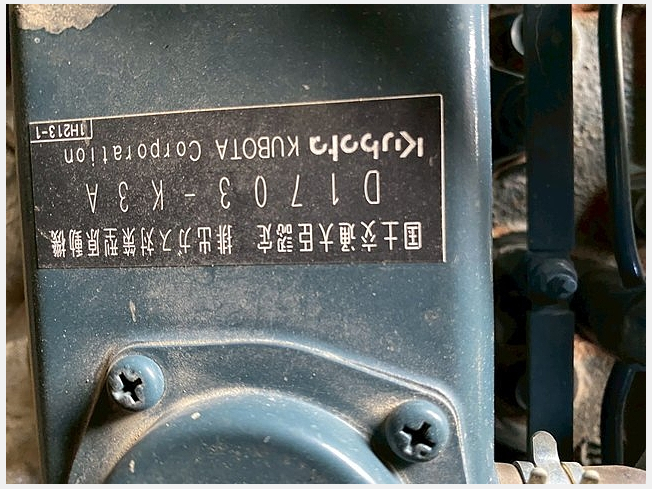 国土交通大臣認定 排出ガス対策型原動機
D1703-K3A
Kubota KUBOTA Corporation
1H213-1